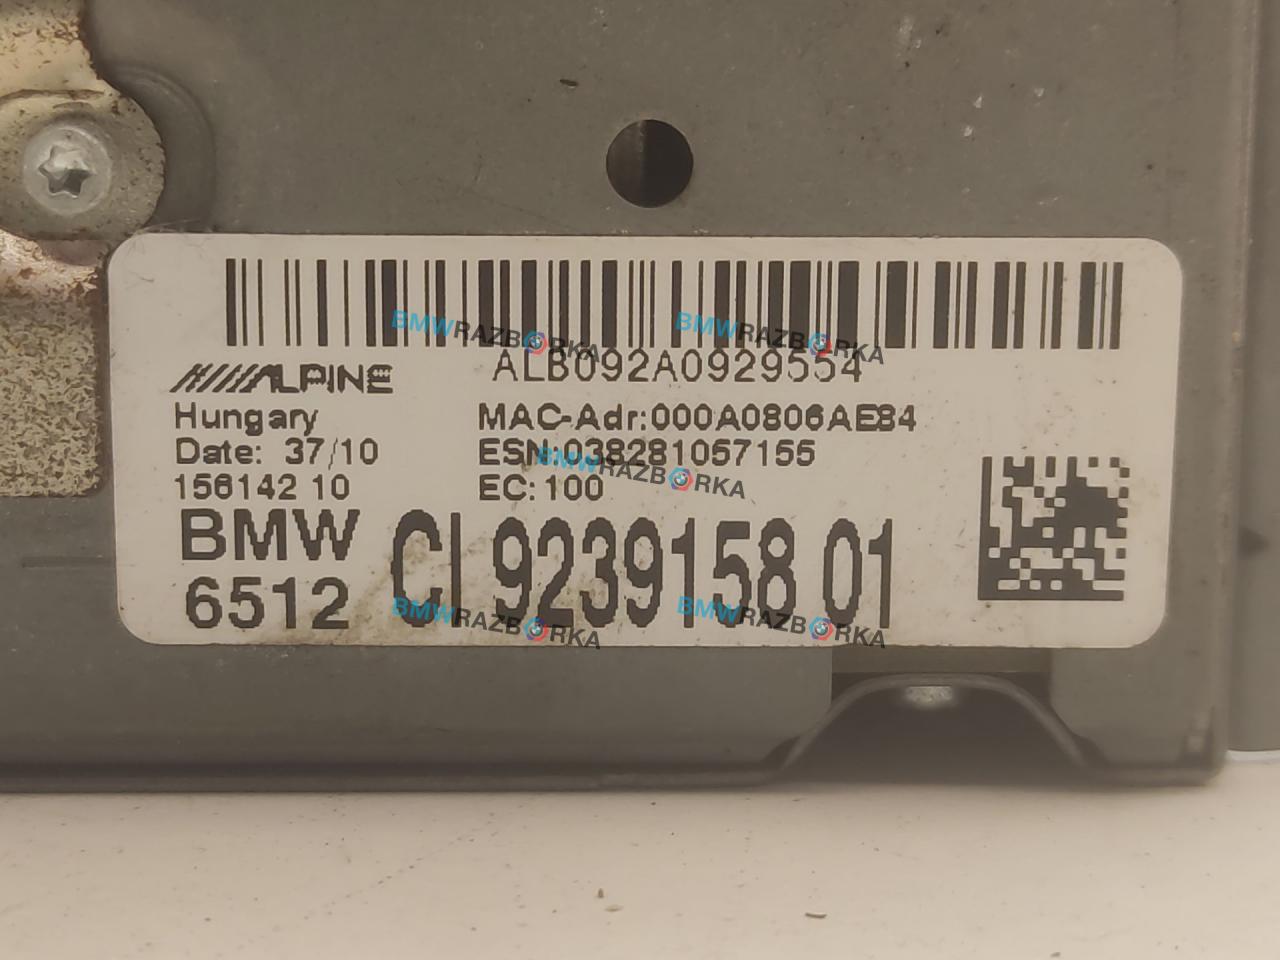 ALB092A0929554
ALPINE
Hungary
Date: 37/10
156142 10
MAC-Adr:000A0806AE84
ESN:038281057155
EC:100
BMW
6512
CI 9239158 01
BMWRAZBORKA
BMWRAZBORKA
BMWRAZBORKA
BMWRAZBORKA
BMWRAZBORKA